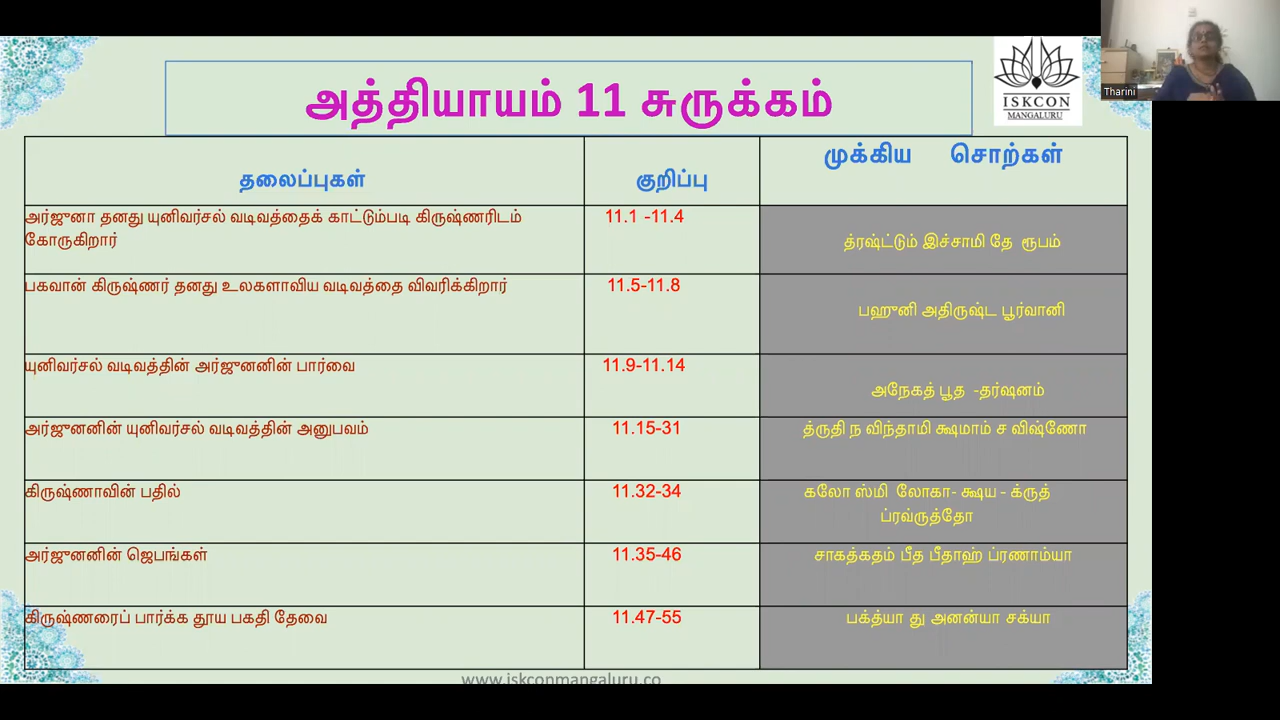 அத்தியாயம் 11 சுருக்கம்
ISKCON
MANGALURU
Tharini
தலைப்புகள்
குறிப்பு
முக்கிய சொற்கள்
அர்ஜுனா தனது யுனிவர்சல் வடிவத்தைக் காட்டும்படி கிருஷ்ணரிடம்
கோருகிறார்
11.1 -11.4
த்ரஷ்ட்டும் இச்சாமி தே ரூபம்
பகவான் கிருஷ்ணர் தனது உலகளாவிய வடிவத்தை விவரிக்கிறார்
11.5-11.8
பஹுனி அதிருஷ்ட பூர்வானி
யுனிவர்சல் வடிவத்தின் அர்ஜுனனின் பார்வை
11.9-11.14
அநேகத் பூத -தர்ஷனம்
அர்ஜுனனின் யுனிவர்சல் வடிவத்தின் அனுபவம்
11.15-31
த்ருதி ந விந்தாமி க்ஷமாம் ச விஷ்ணோ
கிருஷ்ணாவின் பதில்
11.32-34
கலோ ஸ்மி லோகா- க்ஷய - க்ருத்
ப்ரவ்ருத்தோ
அர்ஜுனனின் ஜெபங்கள்
11.35-46
சாகத்கதம் பீத பீதாஹ் ப்ரணாம்யா
கிருஷ்ணரைப் பார்க்க தூய பகதி தேவை
11.47-55
பக்த்யா து அனன்யா சக்யா
www.iskconmangaluru.co